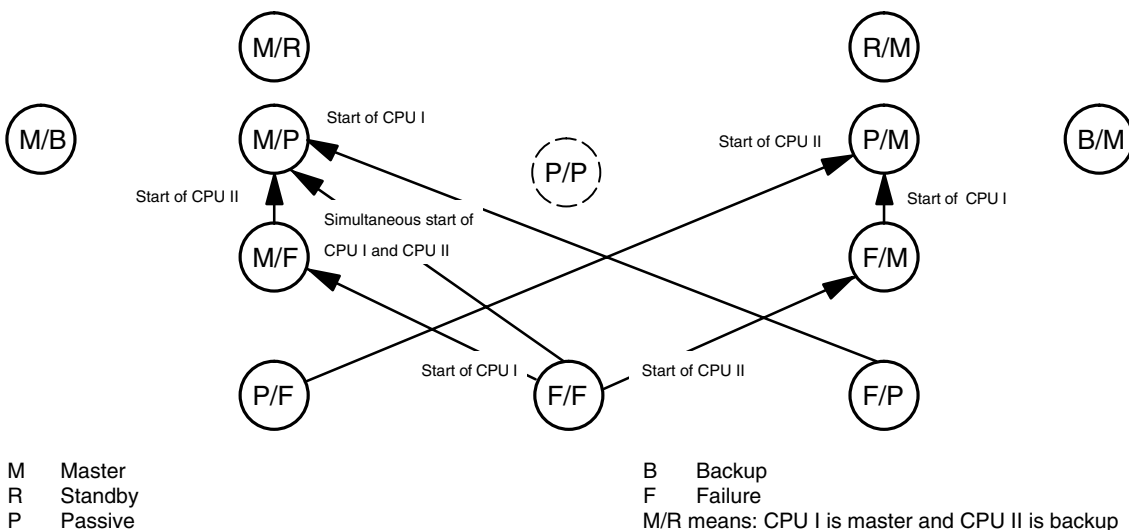 M/R
R/M
M/B
M/P
Start of CPU I
P/P
Start of CPU II
P/M
B/M
Start of CPU II
Simultaneous start of
CPU I and CPU II
Start of CPU I
M/F
F/M
P/F
Start of CPU I
F/F
Start of CPU II
F/P
M Master
R Standby
P Passive
B Backup
F Failure
M/R means: CPU I is master and CPU II is backup